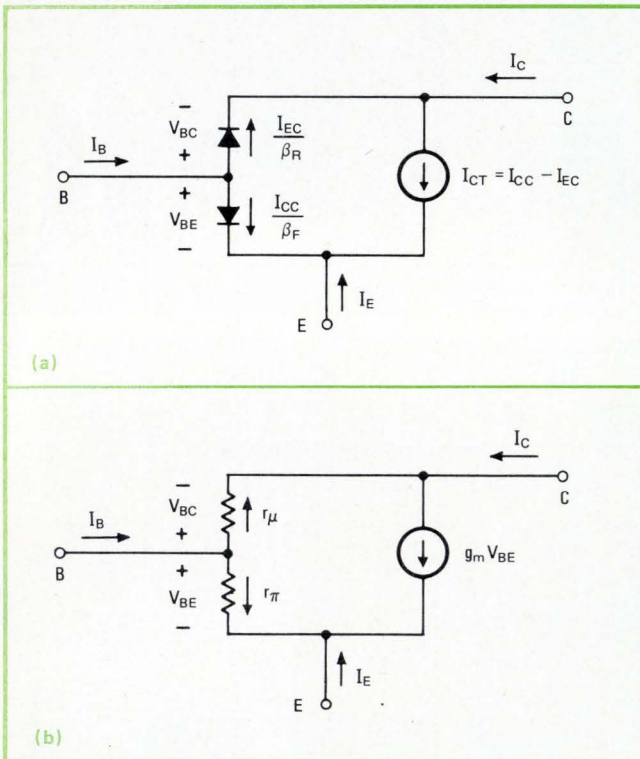 I_C
−
V_BC
+
I_EC
β_R
C
I_B
B
+
V_BE
−
I_CC
β_F
I_CT = I_CC − I_EC
I_E
E
(a)
I_C
−
V_BC
+
r_μ
C
I_B
B
+
V_BE
−
r_π
g_m V_BE
I_E
E
(b)